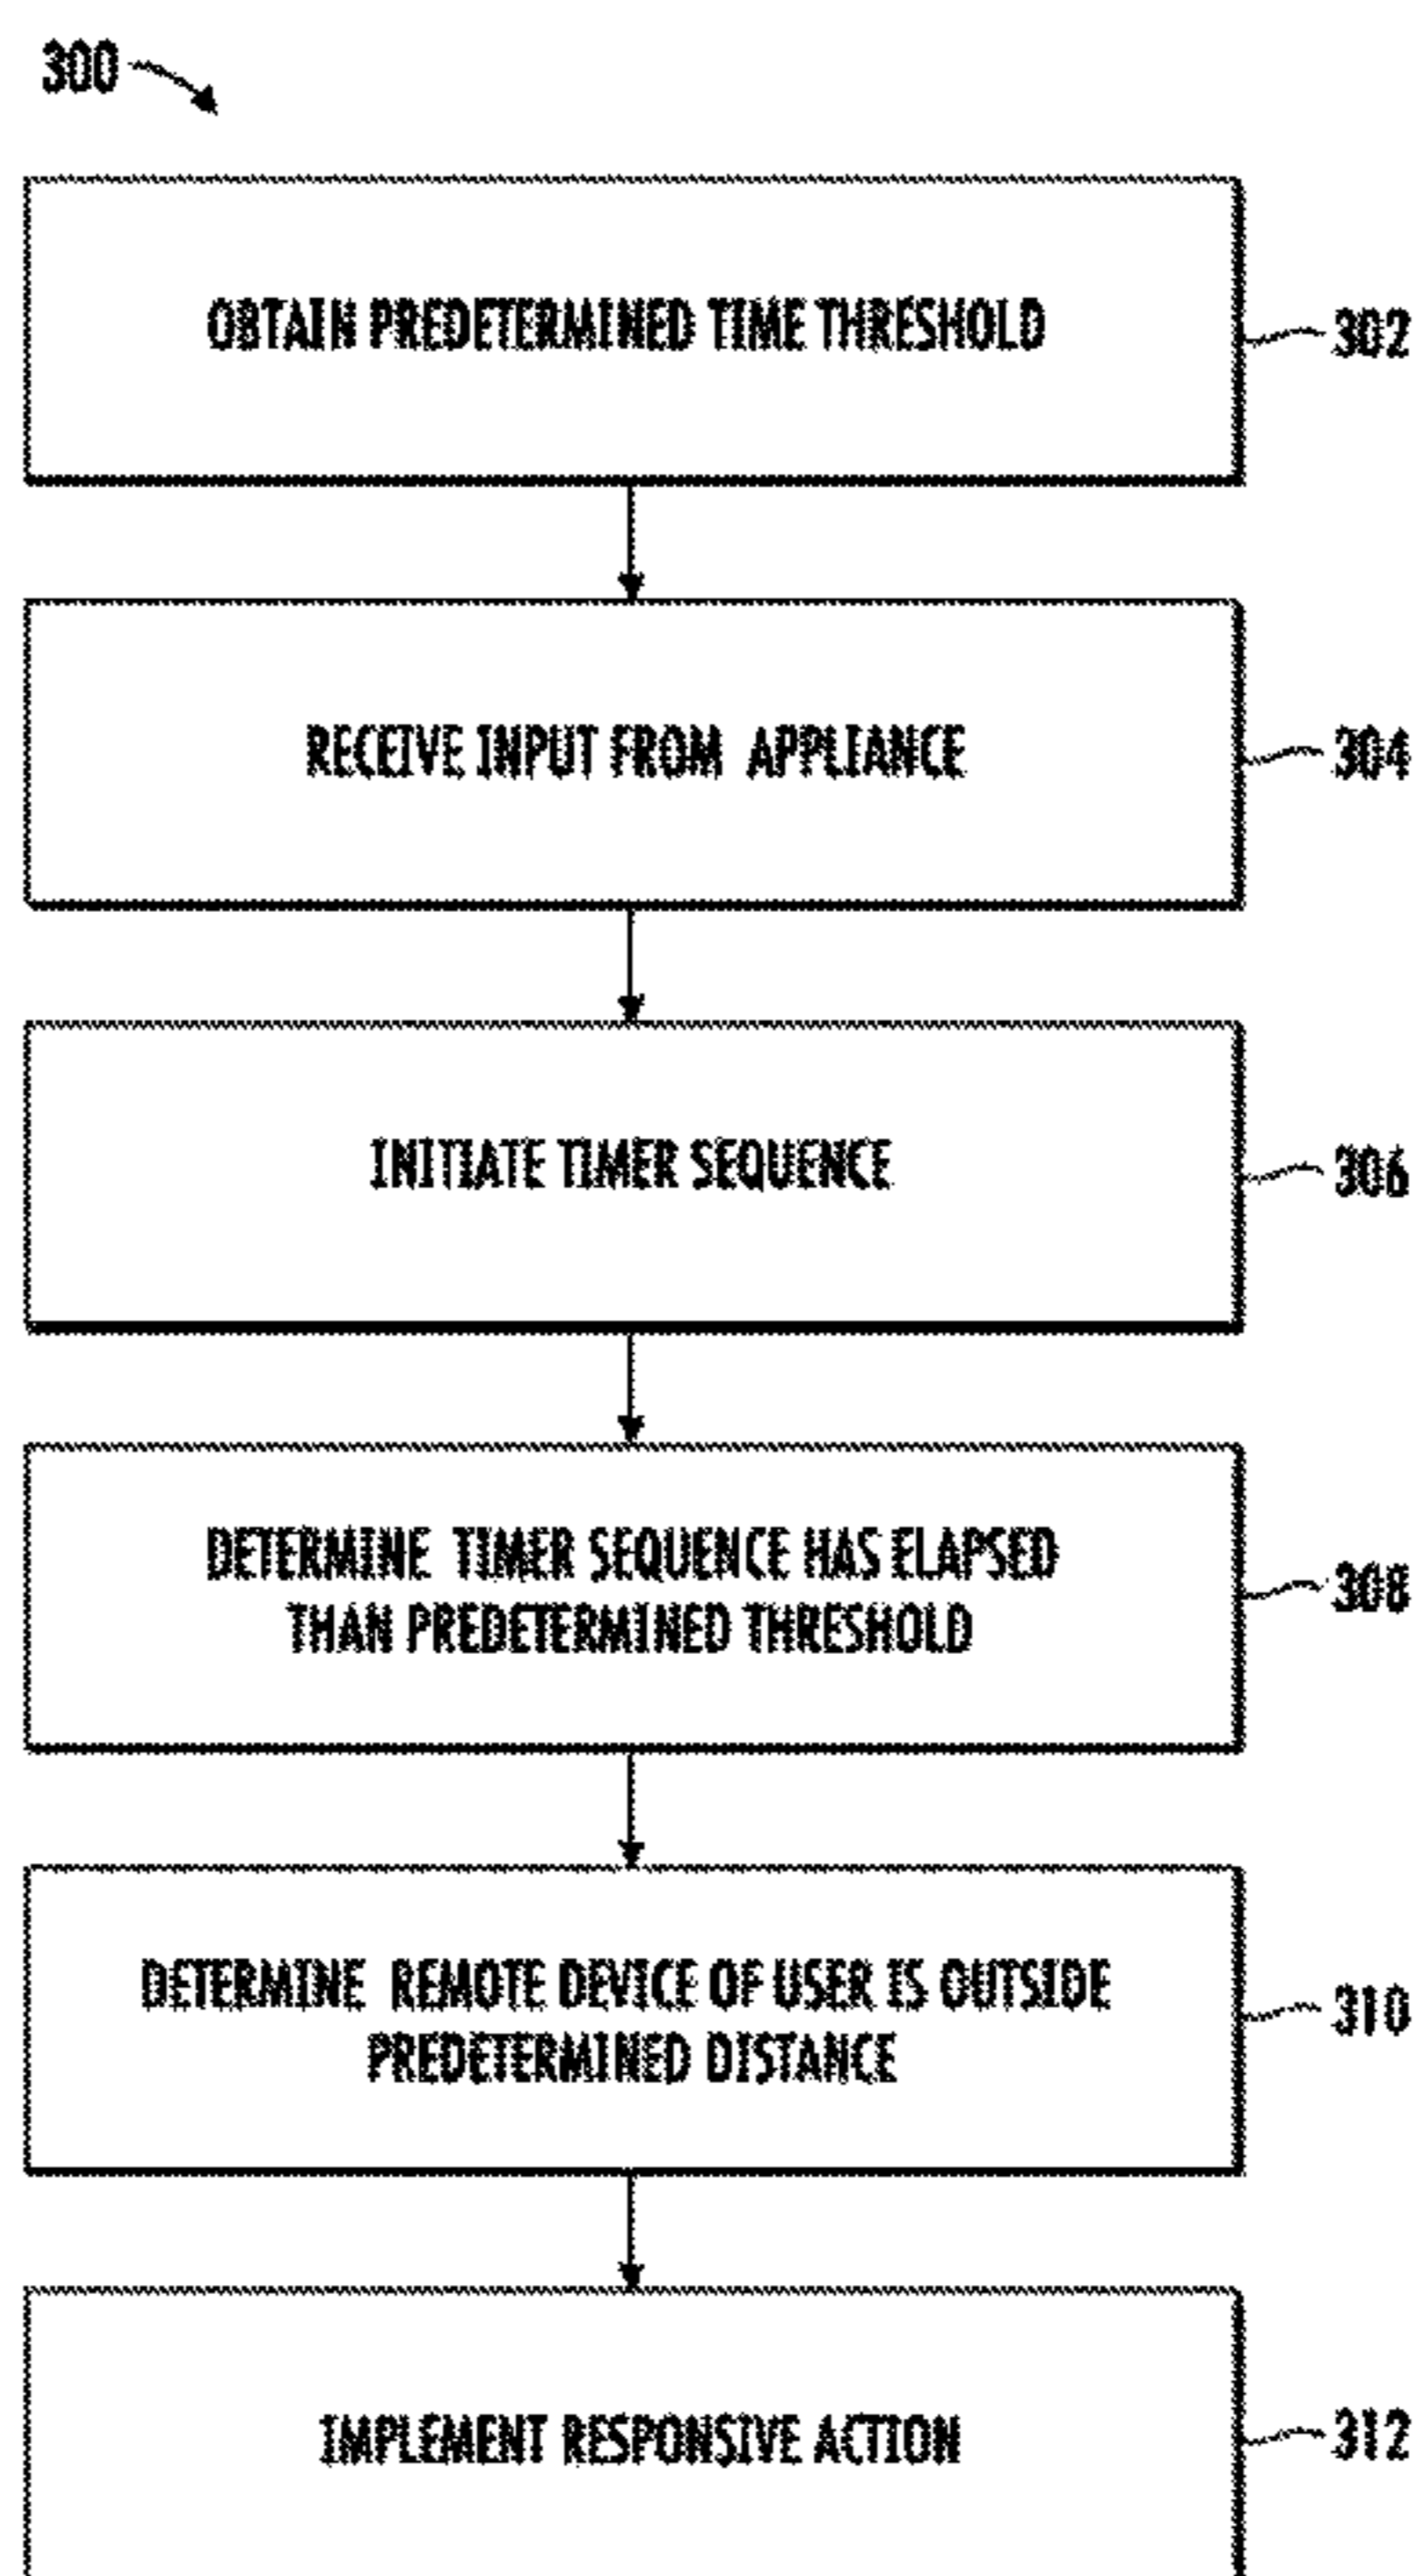 300
OBTAIN PREDETERMINED TIME THRESHOLD
302
RECEIVE INPUT FROM APPLIANCE
304
INITIATE TIMER SEQUENCE
306
DETERMINE TIMER SEQUENCE HAS ELAPSED
THAN PREDETERMINED THRESHOLD
308
DETERMINE REMOTE DEVICE OF USER IS OUTSIDE
PREDETERMINED DISTANCE
310
IMPLEMENT RESPONSIVE ACTION
312